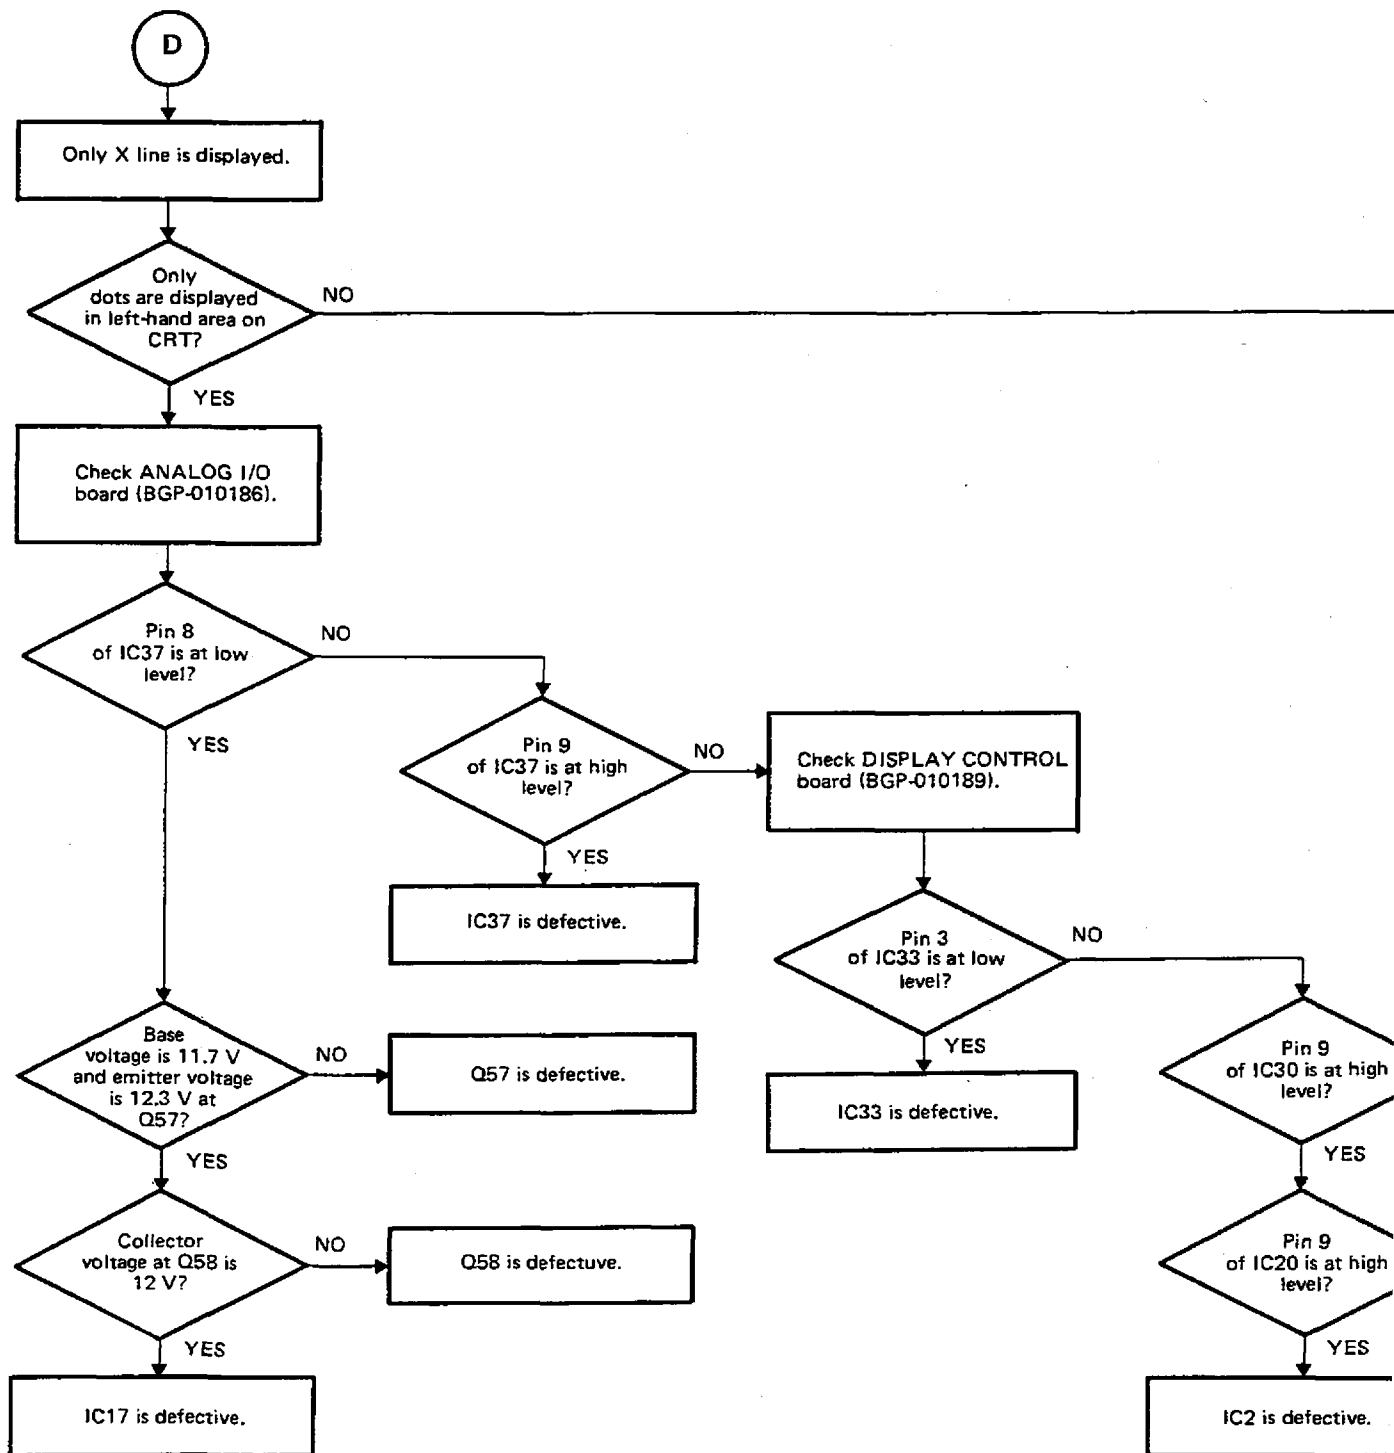 D
Only X line is displayed.
Only
dots are displayed
in left-hand area on
CRT?
NO
YES
Check ANALOG I/O
board (BGP-010186).
Pin 8
of IC37 is at low
level?
NO
YES
Pin 9
of IC37 is at high
level?
NO
YES
Check DISPLAY CONTROL
board (BGP-010189).
IC37 is defective.
Pin 3
of IC33 is at low
level?
NO
YES
IC33 is defective.
Base
voltage is 11.7 V
and emitter voltage
is 12.3 V at
Q57?
NO
YES
Q57 is defective.
Pin 9
of IC30 is at high
level?
YES
Collector
voltage at Q58 is
12 V?
NO
YES
Q58 is defectuve.
Pin 9
of IC20 is at high
level?
YES
IC17 is defective.
IC2 is defective.